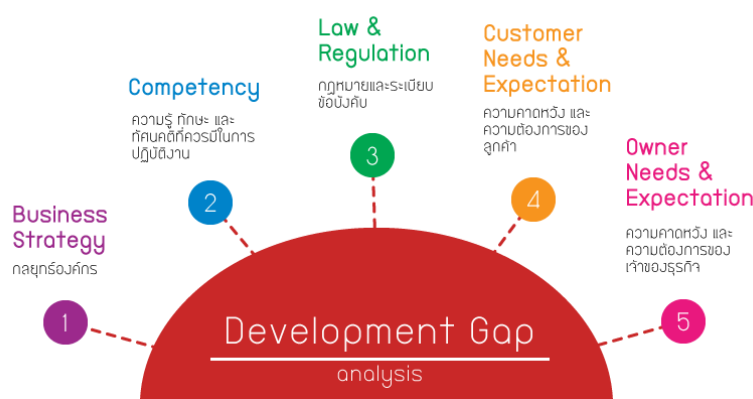 Business
Strategy
กลยุทธ์องค์กร
1
Competency
ความรู้ ทักษะ และ
ทัศนคติที่ควรมีในการ
ปฏิบัติงาน
2
Law &
Regulation
กฎหมายและระเบียบ
ข้อบังคับ
3
Customer
Needs &
Expectation
ความคาดหวัง และ
ความต้องการของ
ลูกค้า
4
Owner
Needs &
Expectation
ความคาดหวัง และ
ความต้องการของ
เจ้าของธุรกิจ
5
Development Gap
analysis